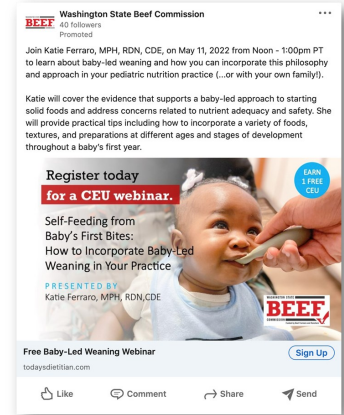 Washington State Beef Commission
40 followers
Promoted
Join Katie Ferraro, MPH, RDN, CDE, on May 11, 2022 from Noon - 1:00pm PT
to learn about baby-led weaning and how you can incorporate this philosophy
and approach in your pediatric nutrition practice (...or with your own family!).
Katie will cover the evidence that supports a baby-led approach to starting
solid foods and address concerns related to nutrient adequacy and safety. She
will provide practical tips including how to incorporate a variety of foods,
textures, and preparations at different ages and stages of development
throughout a baby's first year.
Register today
for a CEU webinar.
EARN
1 FREE
CEU
Self-Feeding from
Baby's First Bites:
How to Incorporate Baby-Led
Weaning in Your Practice
PRESENTED BY
Katie Ferraro, MPH, RDN,CDE
WASHINGTON STATE
BEEF
COMMISSION
Free Baby-Led Weaning Webinar
Sign Up
todaysdietitian.com
Like
Comment
Share
Send